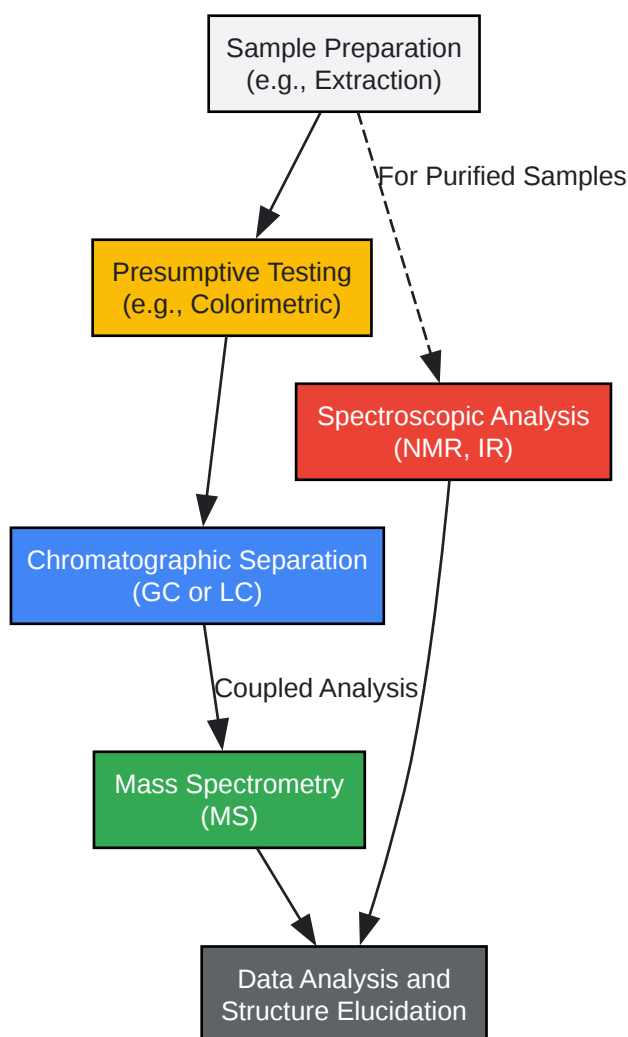 Sample Preparation
(e.g., Extraction)
For Purified Samples
Presumptive Testing
(e.g., Colorimetric)
Spectroscopic Analysis
(NMR, IR)
Chromatographic Separation
(GC or LC)
Coupled Analysis
Mass Spectrometry
(MS)
Data Analysis and
Structure Elucidation